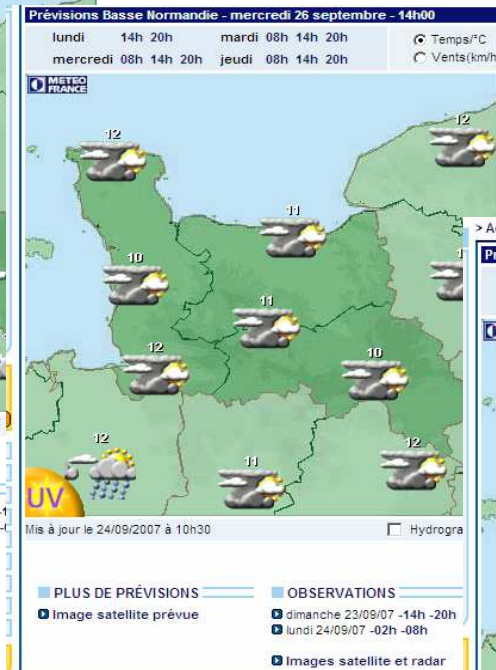 Prévisions Basse Normandie - mercredi 26 septembre - 14h00
lundi 14h 20h mardi 08h 14h 20h Temps/°C
mercredi 08h 14h 20h jeudi 08h 14h 20h Vents(km/h
METEO
FRANCE
12
12
11
> A
Pr
10
11
12
10
12
11
12
UV
Mis à jour le 24/09/2007 à 10h30 Hydrogra
PLUS DE PRÉVISIONS OBSERVATIONS
Image satellite prévue dimanche 23/09/07 -14h -20h
lundi 24/09/07 -02h -08h
Images satellite et radar